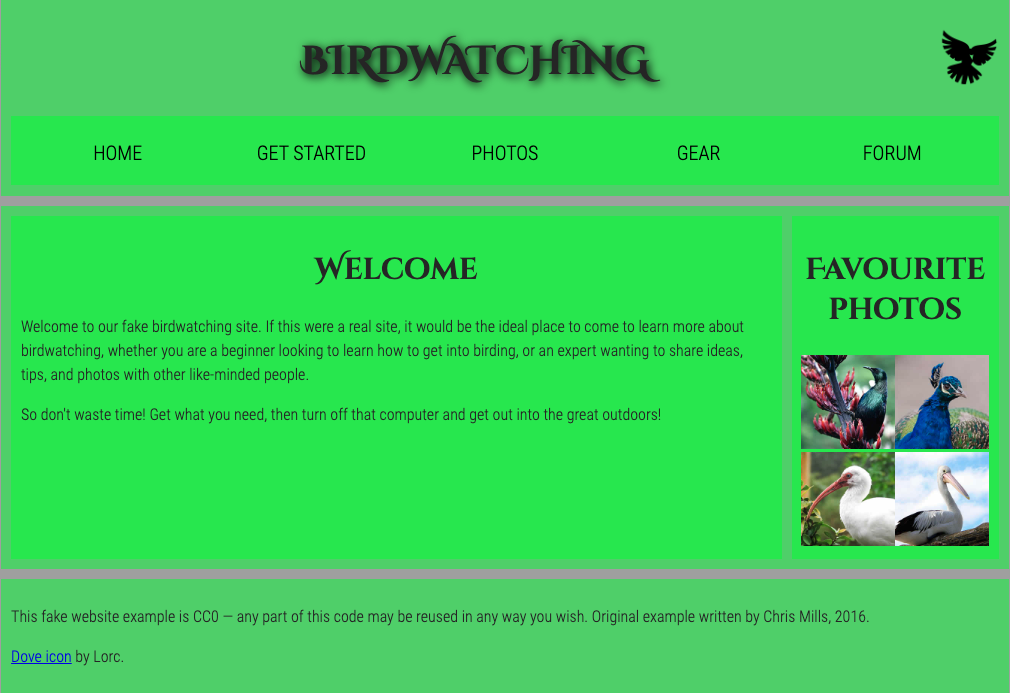 BIRDWATCHING
HOME
GET STARTED
PHOTOS
GEAR
FORUM
Welcome
Welcome to our fake birdwatching site. If this were a real site, it would be the ideal place to come to learn more about
birdwatching, whether you are a beginner looking to learn how to get into birding, or an expert wanting to share ideas,
tips, and photos with other like-minded people.
So don't waste time! Get what you need, then turn off that computer and get out into the great outdoors!
Favourite
photos
This fake website example is CC0 — any part of this code may be reused in any way you wish. Original example written by Chris Mills, 2016.
Dove icon by Lorc.